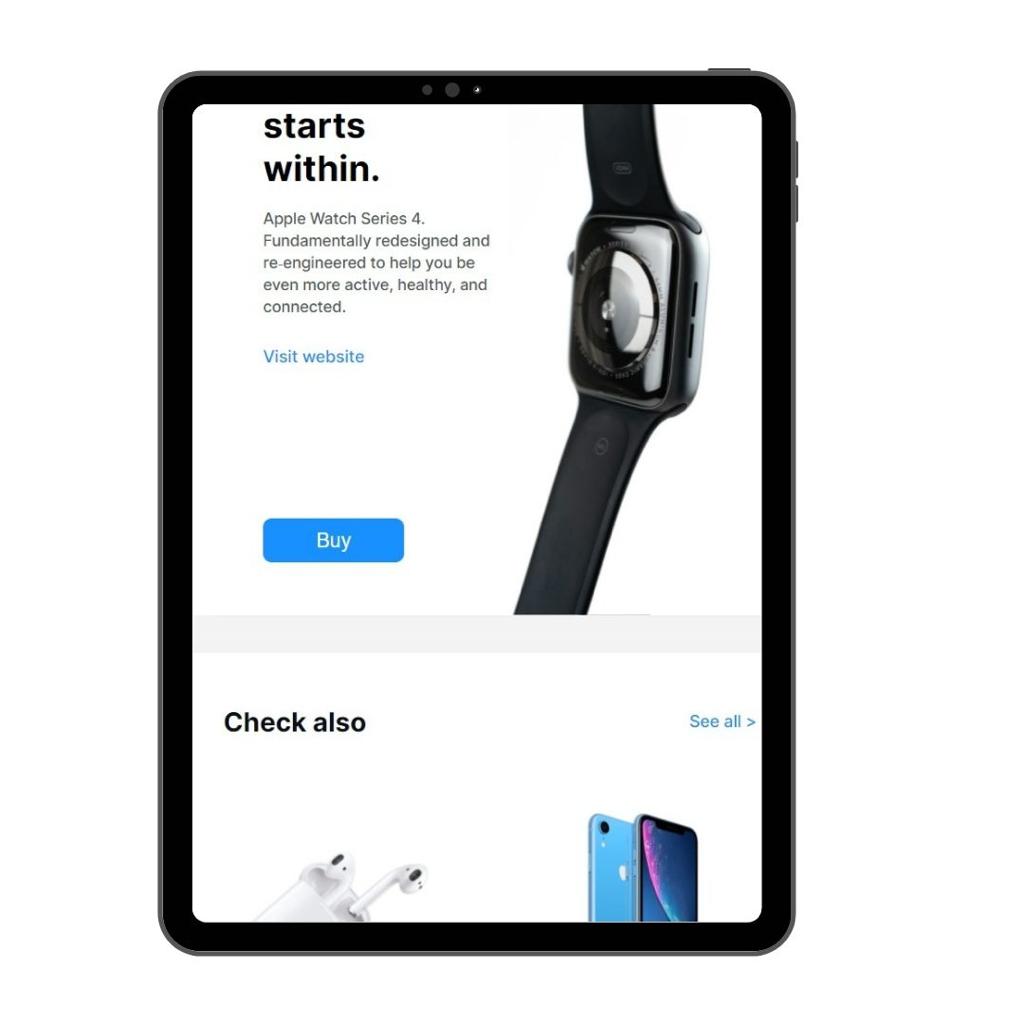 starts
within.
Apple Watch Series 4.
Fundamentally redesigned and
re-engineered to help you be
even more active, healthy, and
connected.
Visit website
Buy
Check also
See all >